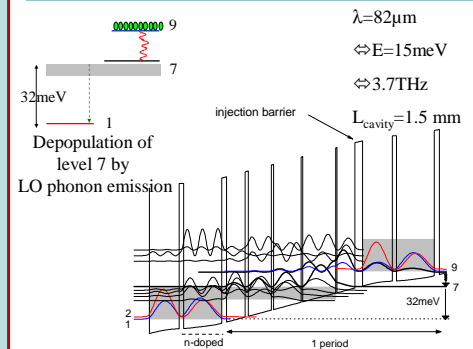 9
7
32meV
1
Depopulation of
level 7 by
LO phonon emission
λ=82μm
⇔E=15meV
⇔3.7THz
L_cavity=1.5 mm
injection barrier
9
7
32meV
2
1
n-doped
1 period